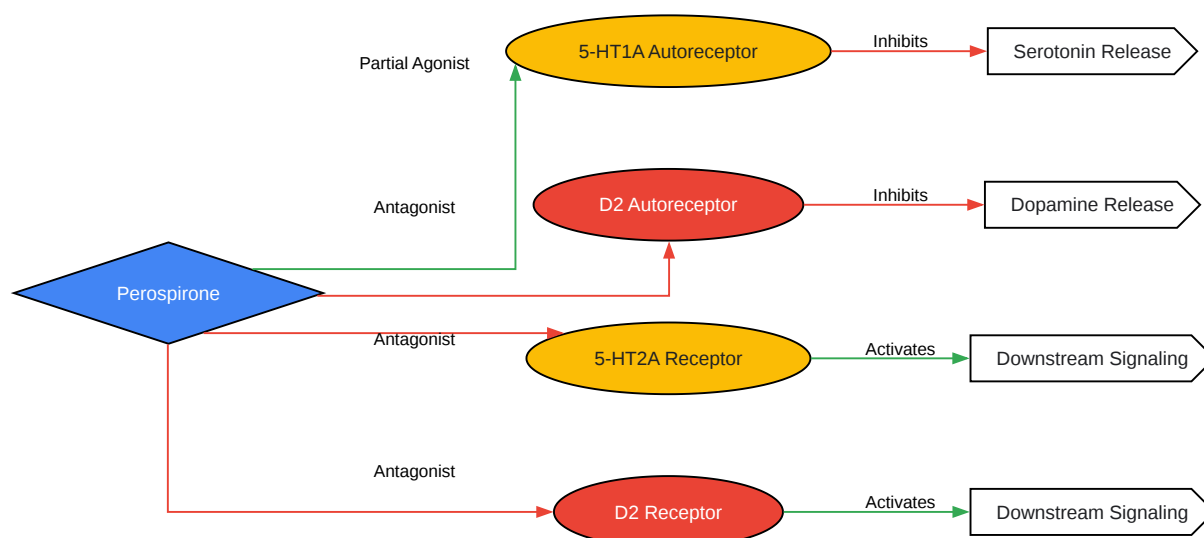 5-HT1A Autoreceptor
Inhibits
Serotonin Release
Partial Agonist
D2 Autoreceptor
Inhibits
Dopamine Release
Antagonist
Perospirone
Antagonist
5-HT2A Receptor
Activates
Downstream Signaling
Antagonist
D2 Receptor
Activates
Downstream Signaling